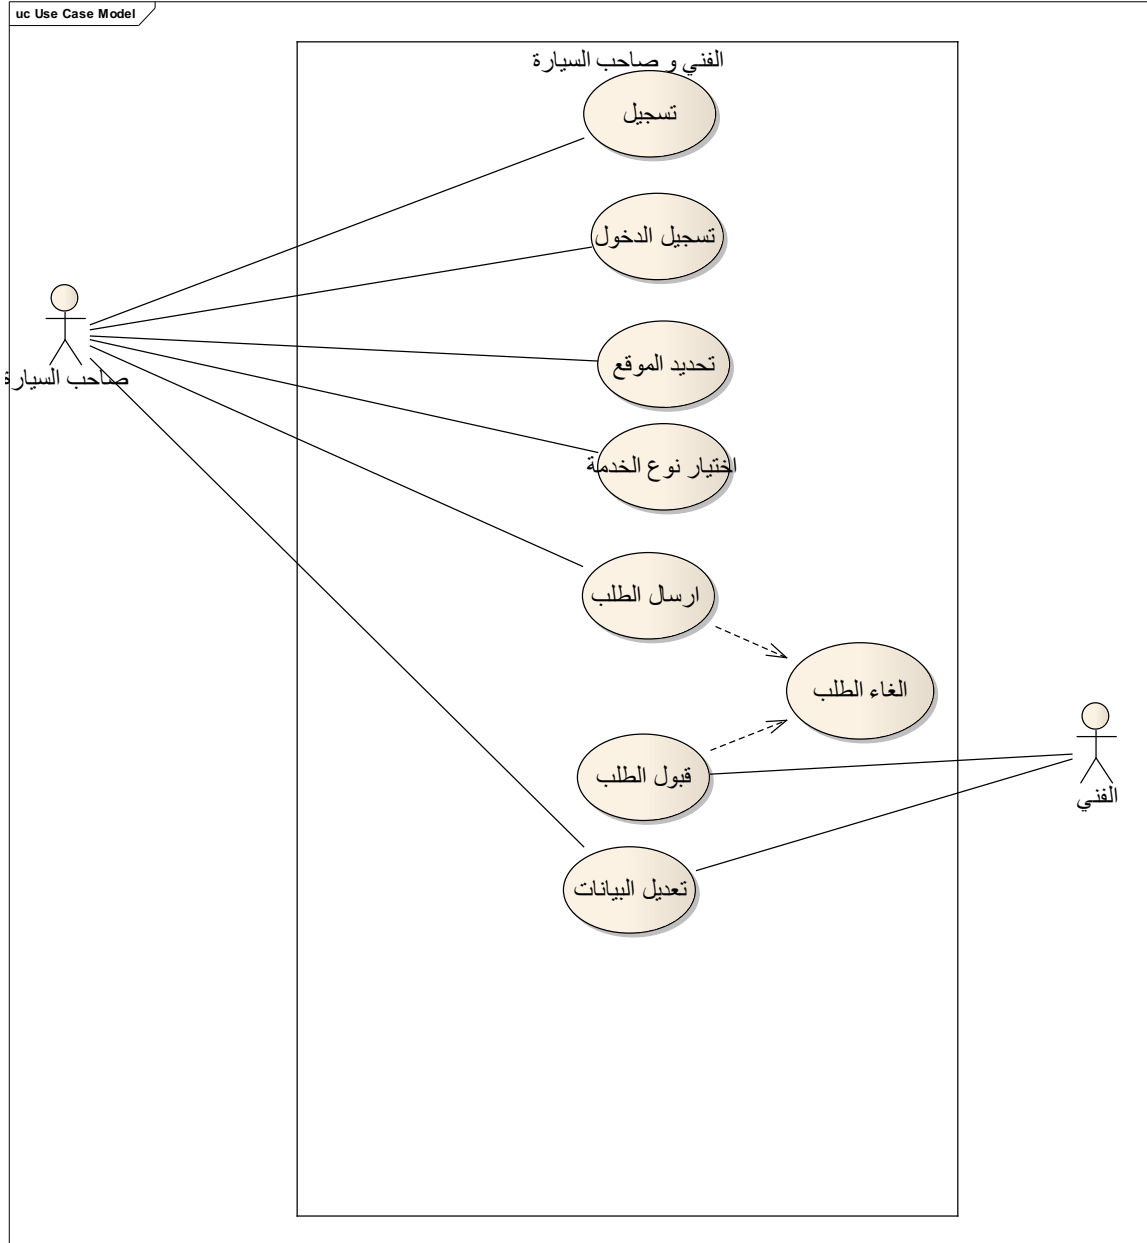 uc Use Case Model
الفني و صاحب السيارة
تسجيل
تسجيل الدخول
صاحب السيارة
تحديد الموقع
اختيار نوع الخدمة
ارسال الطلب
الغاء الطلب
قبول الطلب
الفني
تعديل البيانات